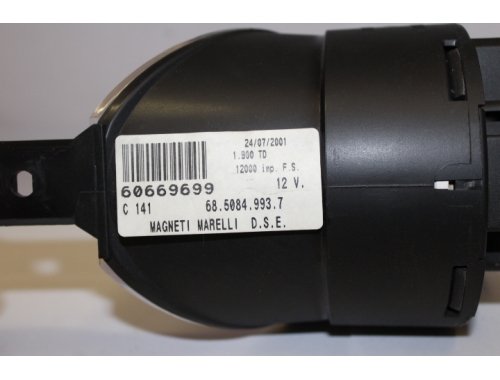 24/07/2001
1.900 TD
12000 imp. F.S.
60669699
12 V.
C 141
68.5084.993.7
MAGNETI MARELLI D.S.E.